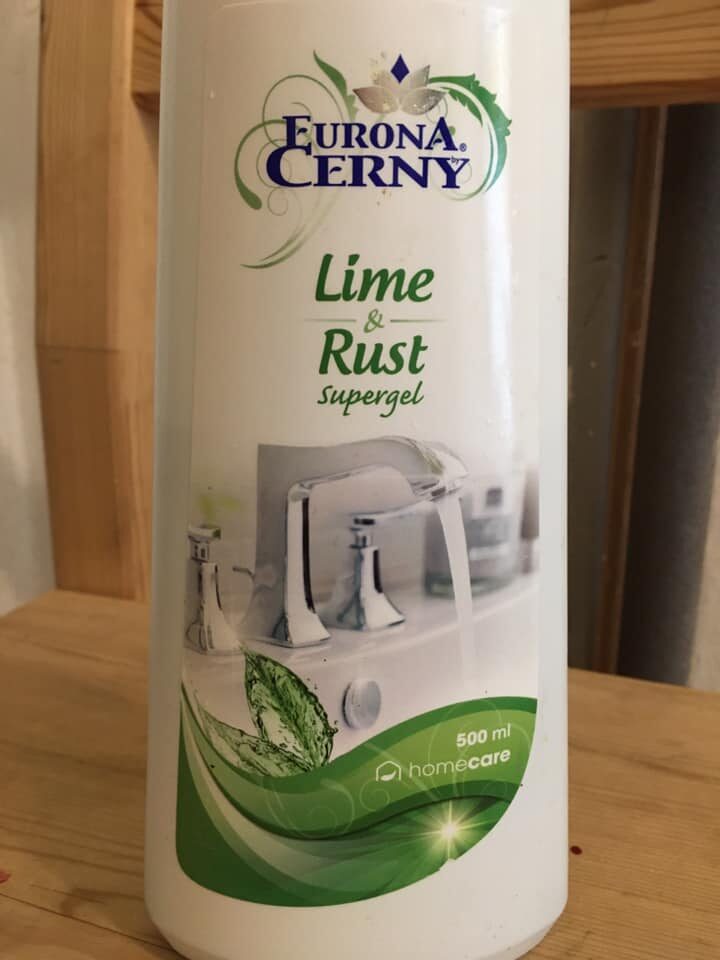 EURONA®
by
CERNY
Lime
&
Rust
Supergel
500 ml
homecare